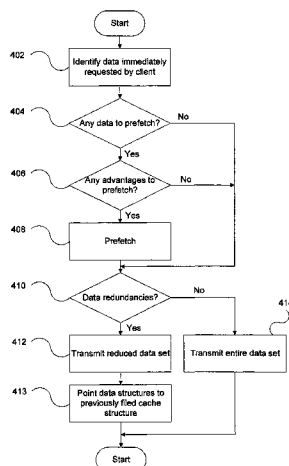 Start
402
Identify data immediately
requested by client
404
Any data to prefetch?
No
Yes
406
Any advantages to
prefetch?
No
Yes
408
Prefetch
410
Data redundancies?
No
Yes
412
Transmit reduced data set
Transmit entire data set
413
Point data structures to
previously filed cache
structure
Start